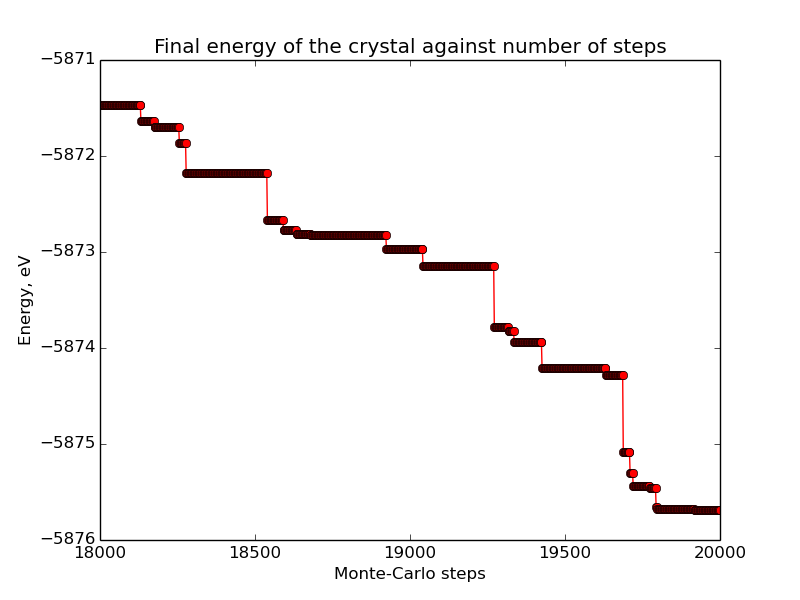 Final energy of the crystal against number of steps
−5871
−5872
−5873
−5874
−5875
−5876
Energy, eV
18000 18500 19000 19500 20000
Monte-Carlo steps